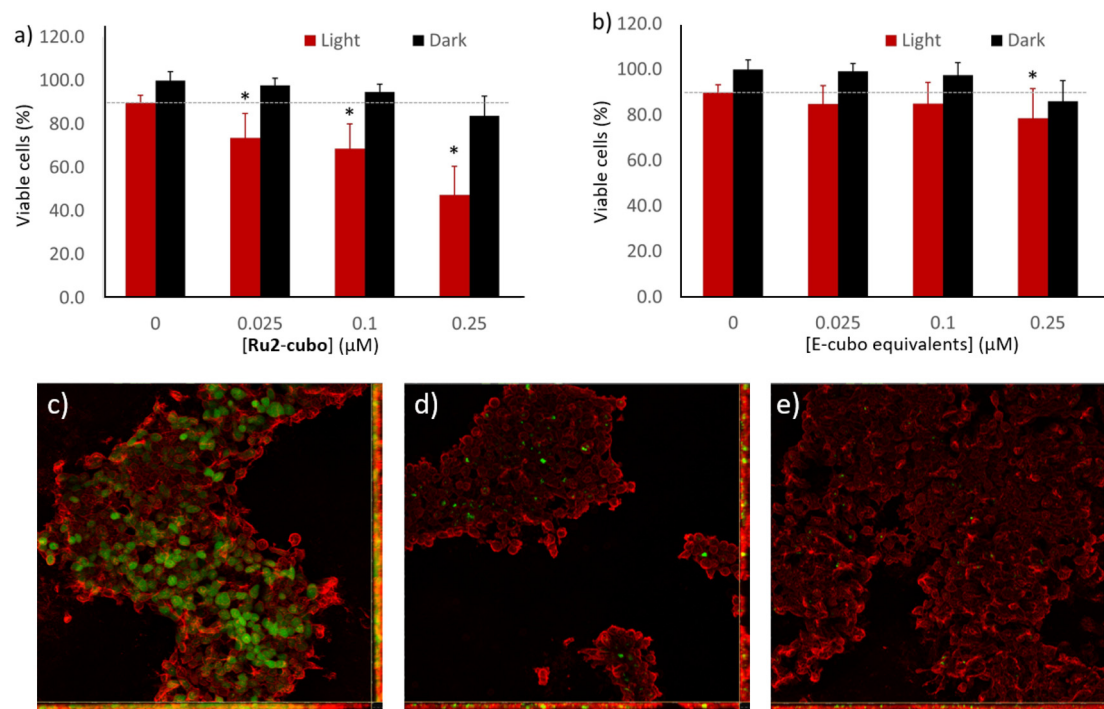 a)
120.0
100.0
80.0
60.0
40.0
20.0
0.0
Viable cells (%)
Light
Dark
*
*
*
0
0.025
0.1
0.25
[Ru2-cubo] (μM)
b)
120.0
100.0
80.0
60.0
40.0
20.0
0.0
Viable cells (%)
Light
Dark
*
0
0.025
0.1
0.25
[E-cubo equivalents] (μM)
c)
d)
e)